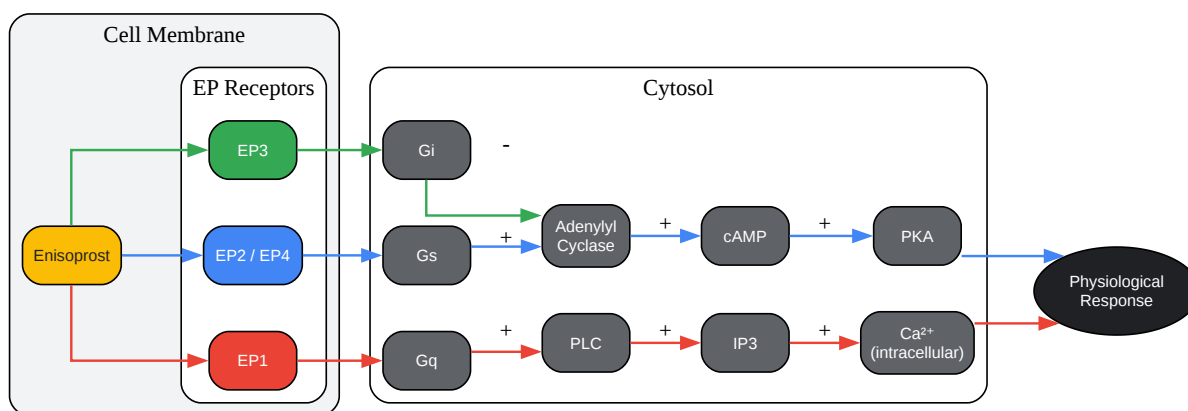 Cell Membrane
EP Receptors
Cytosol
EP3
Gi
-
Enisoprost
EP2 / EP4
Gs
+
Adenylyl
Cyclase
+
cAMP
+
PKA
Physiological
Response
EP1
Gq
+
PLC
+
IP3
+
Ca²⁺
(intracellular)